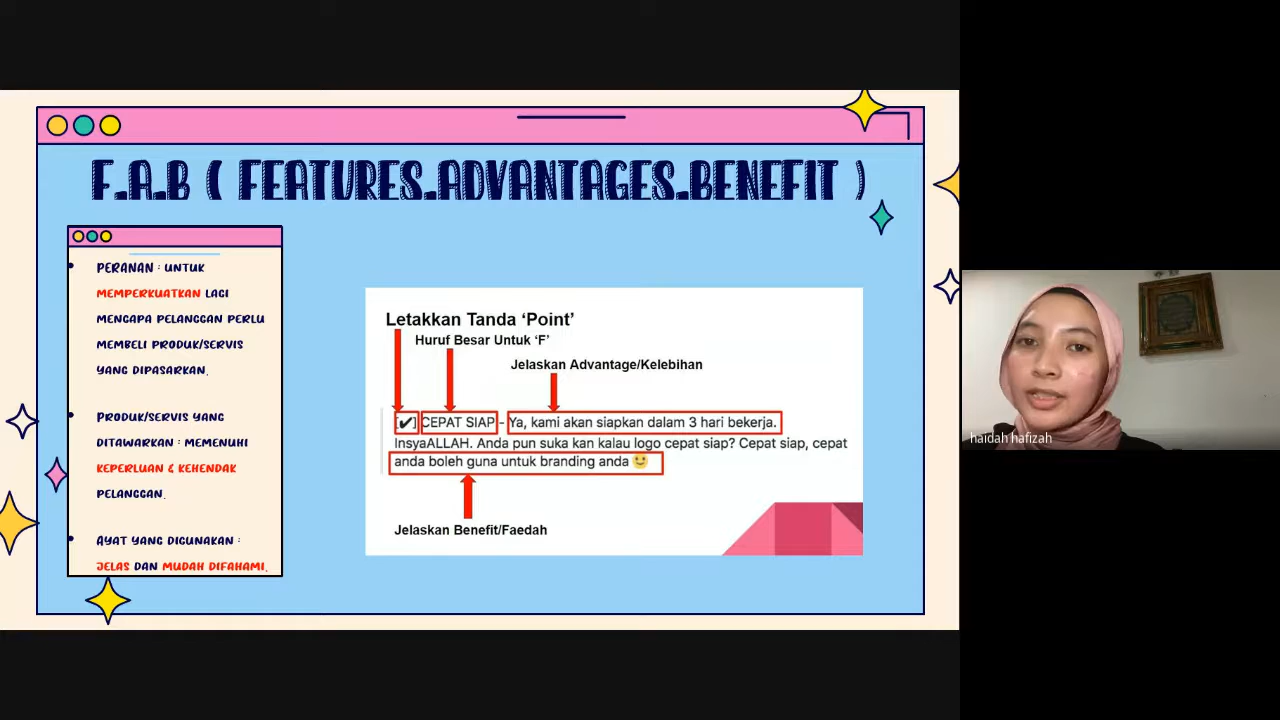 F.A.B ( FEATURES.ADVANTAGES.BENEFIT )
PERANAN : UNTUK
MEMPERKUATKAN LAGI
MENGAPA PELANGGAN PERLU
MEMBELI PRODUK/SERVIS
YANG DIPASARKAN.
PRODUK/SERVIS YANG
DITAWARKAN : MEMENUHI
KEPERLUAN & KEHENDAK
PELANGGAN.
AYAT YANG DIGUNAKAN :
JELAS DAN MUDAH DIFAHAMI.
Letakkan Tanda ‘Point’
Huruf Besar Untuk ‘F’
Jelaskan Advantage/Kelebihan
[✔] CEPAT SIAP - Ya, kami akan siapkan dalam 3 hari bekerja.
InsyaALLAH. Anda pun suka kan kalau logo cepat siap? Cepat siap, cepat
anda boleh guna untuk branding anda 😉
Jelaskan Benefit/Faedah
haidah hafizah